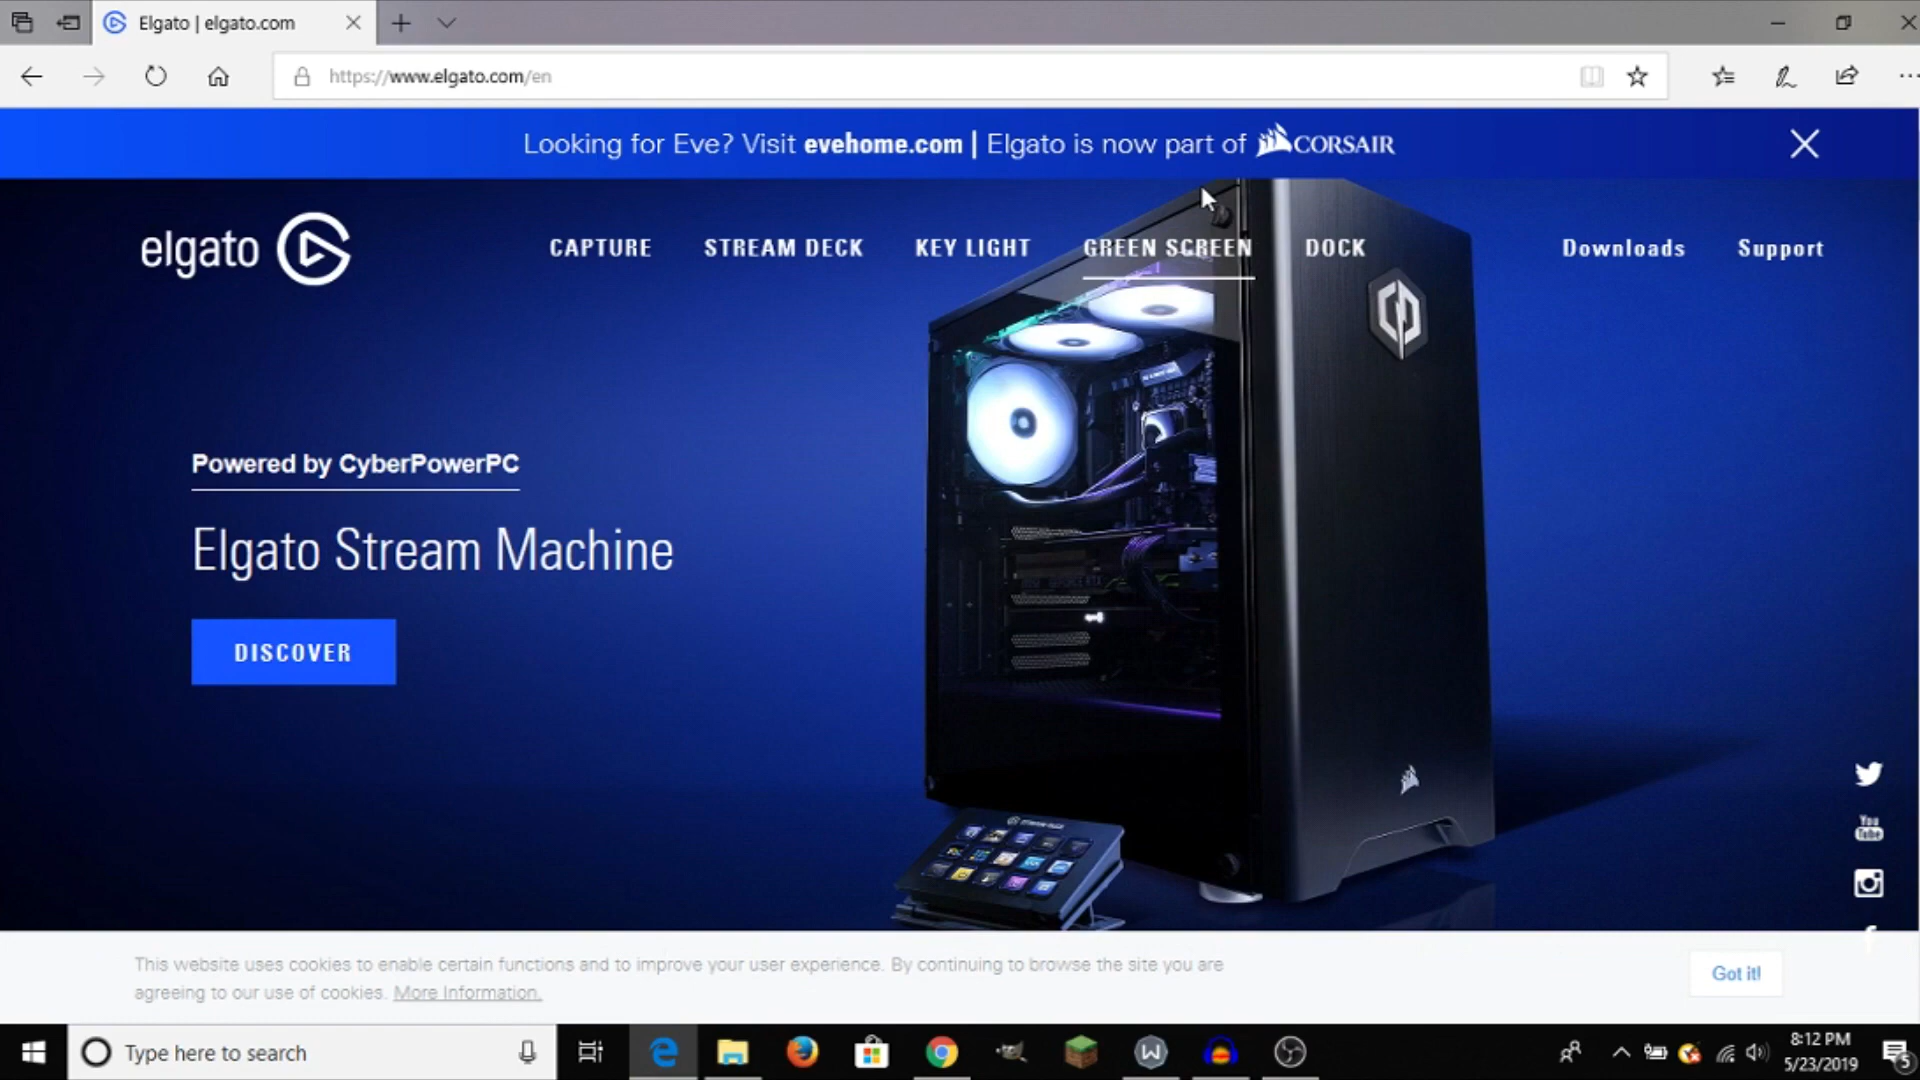 Elgato | elgato.com
https://www.elgato.com/en
Looking for Eve? Visit evehome.com | Elgato is now part of CORSAIR
elgato
CAPTURE
STREAM DECK
KEY LIGHT
GREEN SCREEN
DOCK
Downloads
Support
Powered by CyberPowerPC
Elgato Stream Machine
DISCOVER
You
Tube
This website uses cookies to enable certain functions and to improve your user experience. By continuing to browse the site you are
agreeing to our use of cookies. More Information.
Got it!
Type here to search
8:12 PM
5/23/2019
5